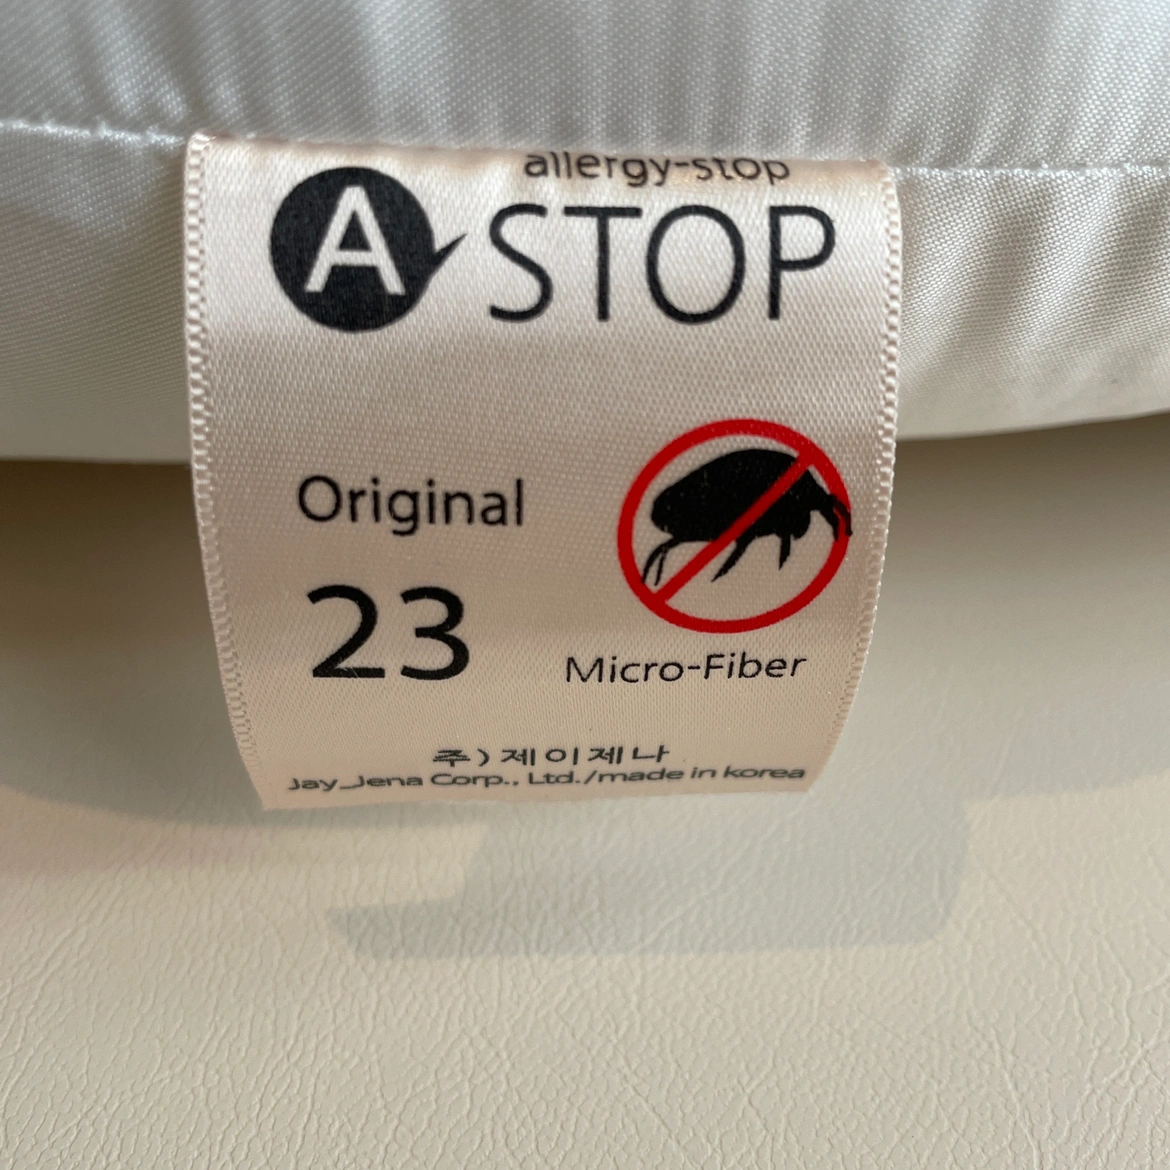 allergy-stop
A STOP
Original
23
Micro-Fiber
주)제이제나
Jay_Jena Corp., Ltd./made in korea